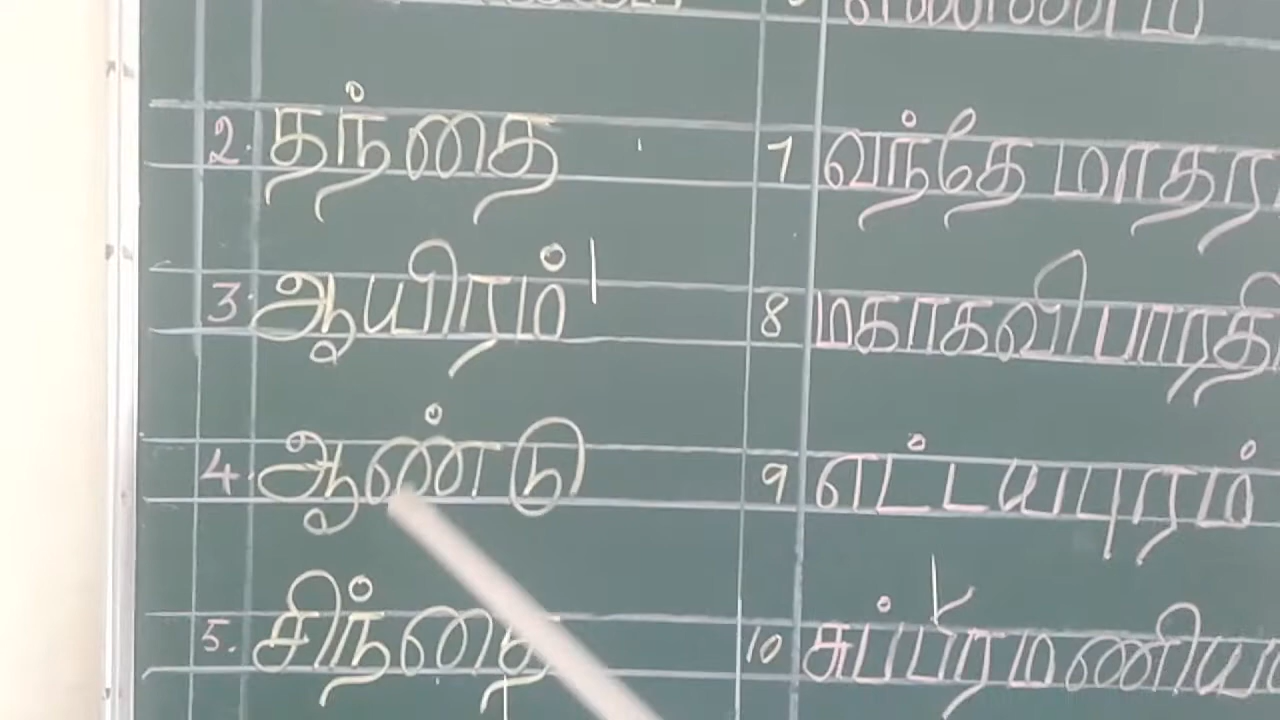 2. தந்தை
3. ஆயிரம்
4. ஆண்டு
5. சிந்தை
7 வந்தே மாதர
8 மகாகவி பாரதி
9 எட்டயபுரம்
10 சுப்பிரமணிய